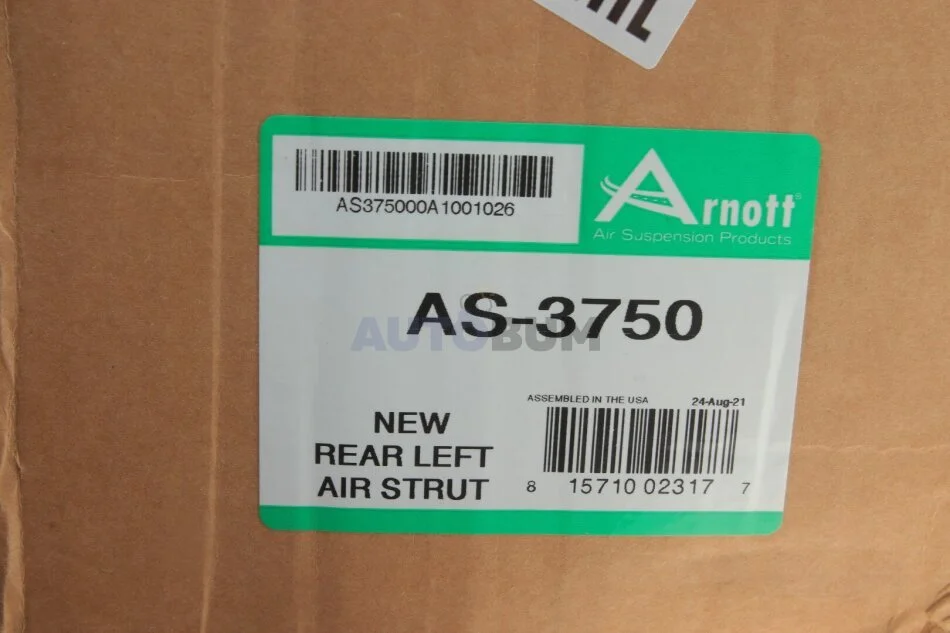 AS375000A1001026
Arnott®
Air Suspension Products
AS-3750
AUTOBUM
ASSEMBLED IN THE USA 24-Aug-21
NEW
REAR LEFT
AIR STRUT
8 15710 02317 7